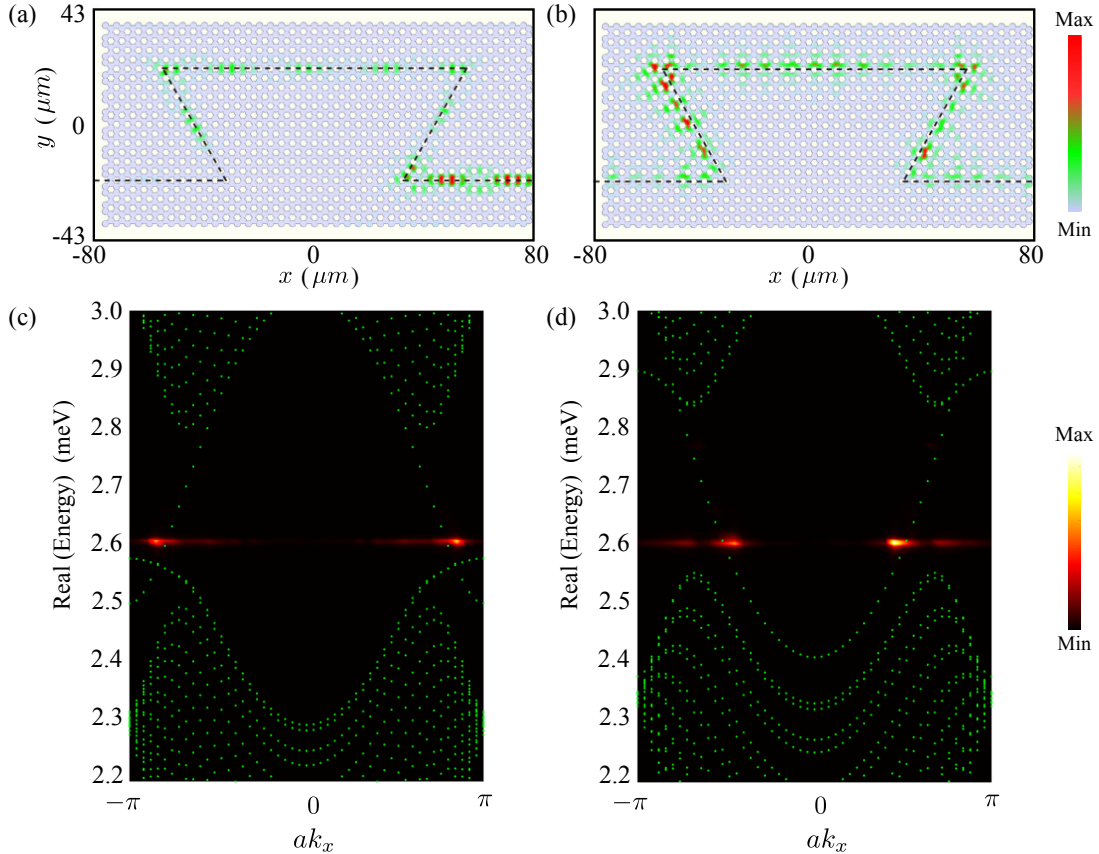 (a)
43
y (μm)
0
-43
-80
0
80
x (μm)
(b)
-80
0
80
x (μm)
Max
Min
(c)
Real (Energy) (meV)
3.0
2.9
2.8
2.7
2.6
2.5
2.4
2.3
2.2
−π
0
π
akx
(d)
Real (Energy) (meV)
3.0
2.9
2.8
2.7
2.6
2.5
2.4
2.3
2.2
−π
0
π
akx
Max
Min